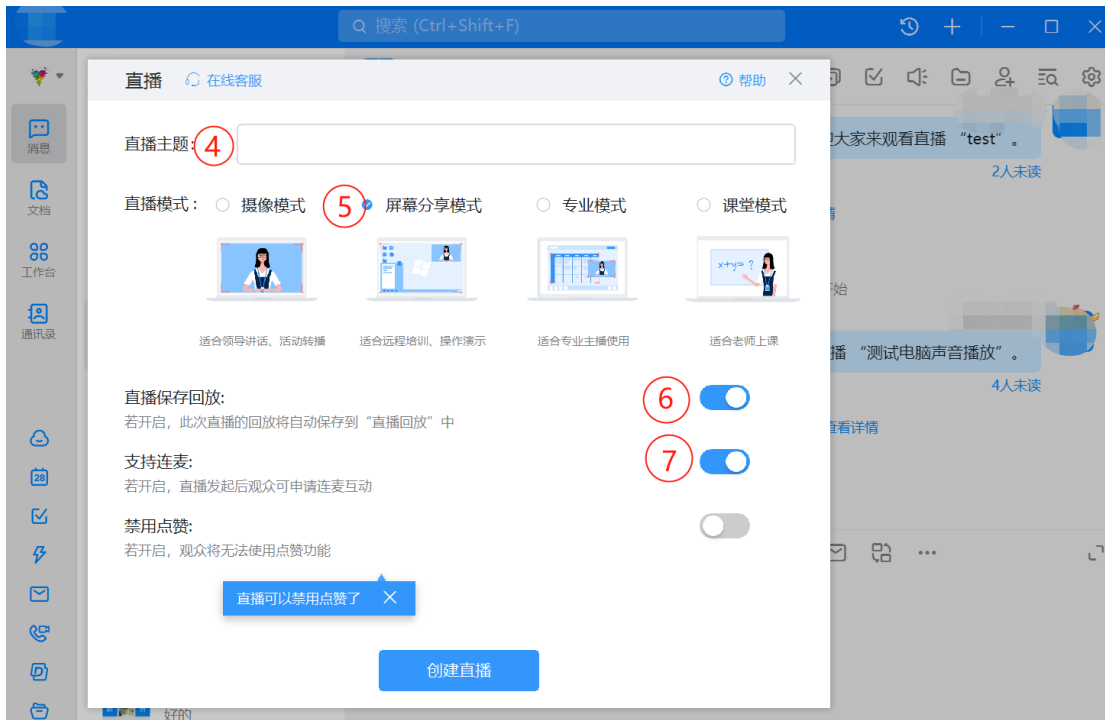 搜索 (Ctrl+Shift+F)
消息
文档
工作台
通讯录
28
直播
在线客服
帮助
直播主题:
4
直播模式：
摄像模式
5
屏幕分享模式
专业模式
课堂模式
x+y= ?
适合领导讲话、活动转播
适合远程培训、操作演示
适合专业主播使用
适合老师上课
直播保存回放:
若开启，此次直播的回放将自动保存到“直播回放”中
6
支持连麦:
若开启，直播发起后观众可申请连麦互动
7
禁用点赞:
若开启，观众将无法使用点赞功能
直播可以禁用点赞了
创建直播
大家来观看直播 “test” 。
2人未读
始
播 “测试电脑声音播放” 。
4人未读
查看详情
好的